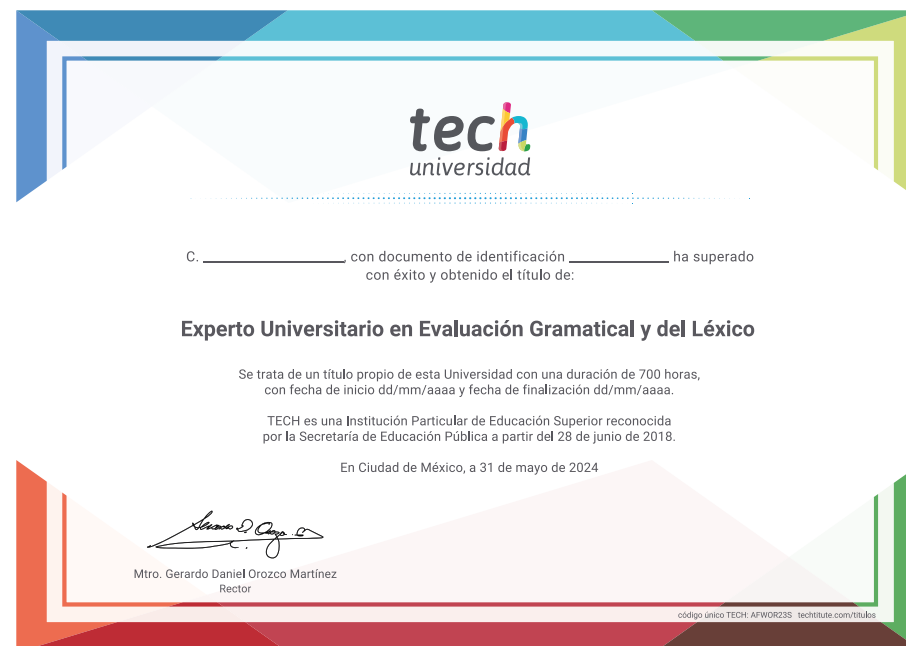 tech
universidad
C. ____________________, con documento de identificación ______________ ha superado
con éxito y obtenido el título de:
Experto Universitario en Evaluación Gramatical y del Léxico
Se trata de un título propio de esta Universidad con una duración de 700 horas,
con fecha de inicio dd/mm/aaaa y fecha de finalización dd/mm/aaaa.
TECH es una Institución Particular de Educación Superior reconocida
por la Secretaría de Educación Pública a partir del 28 de junio de 2018.
En Ciudad de México, a 31 de mayo de 2024
Mtro. Gerardo Daniel Orozco Martínez
Rector
código único TECH: AFWOR23S techtitute.com/titulos